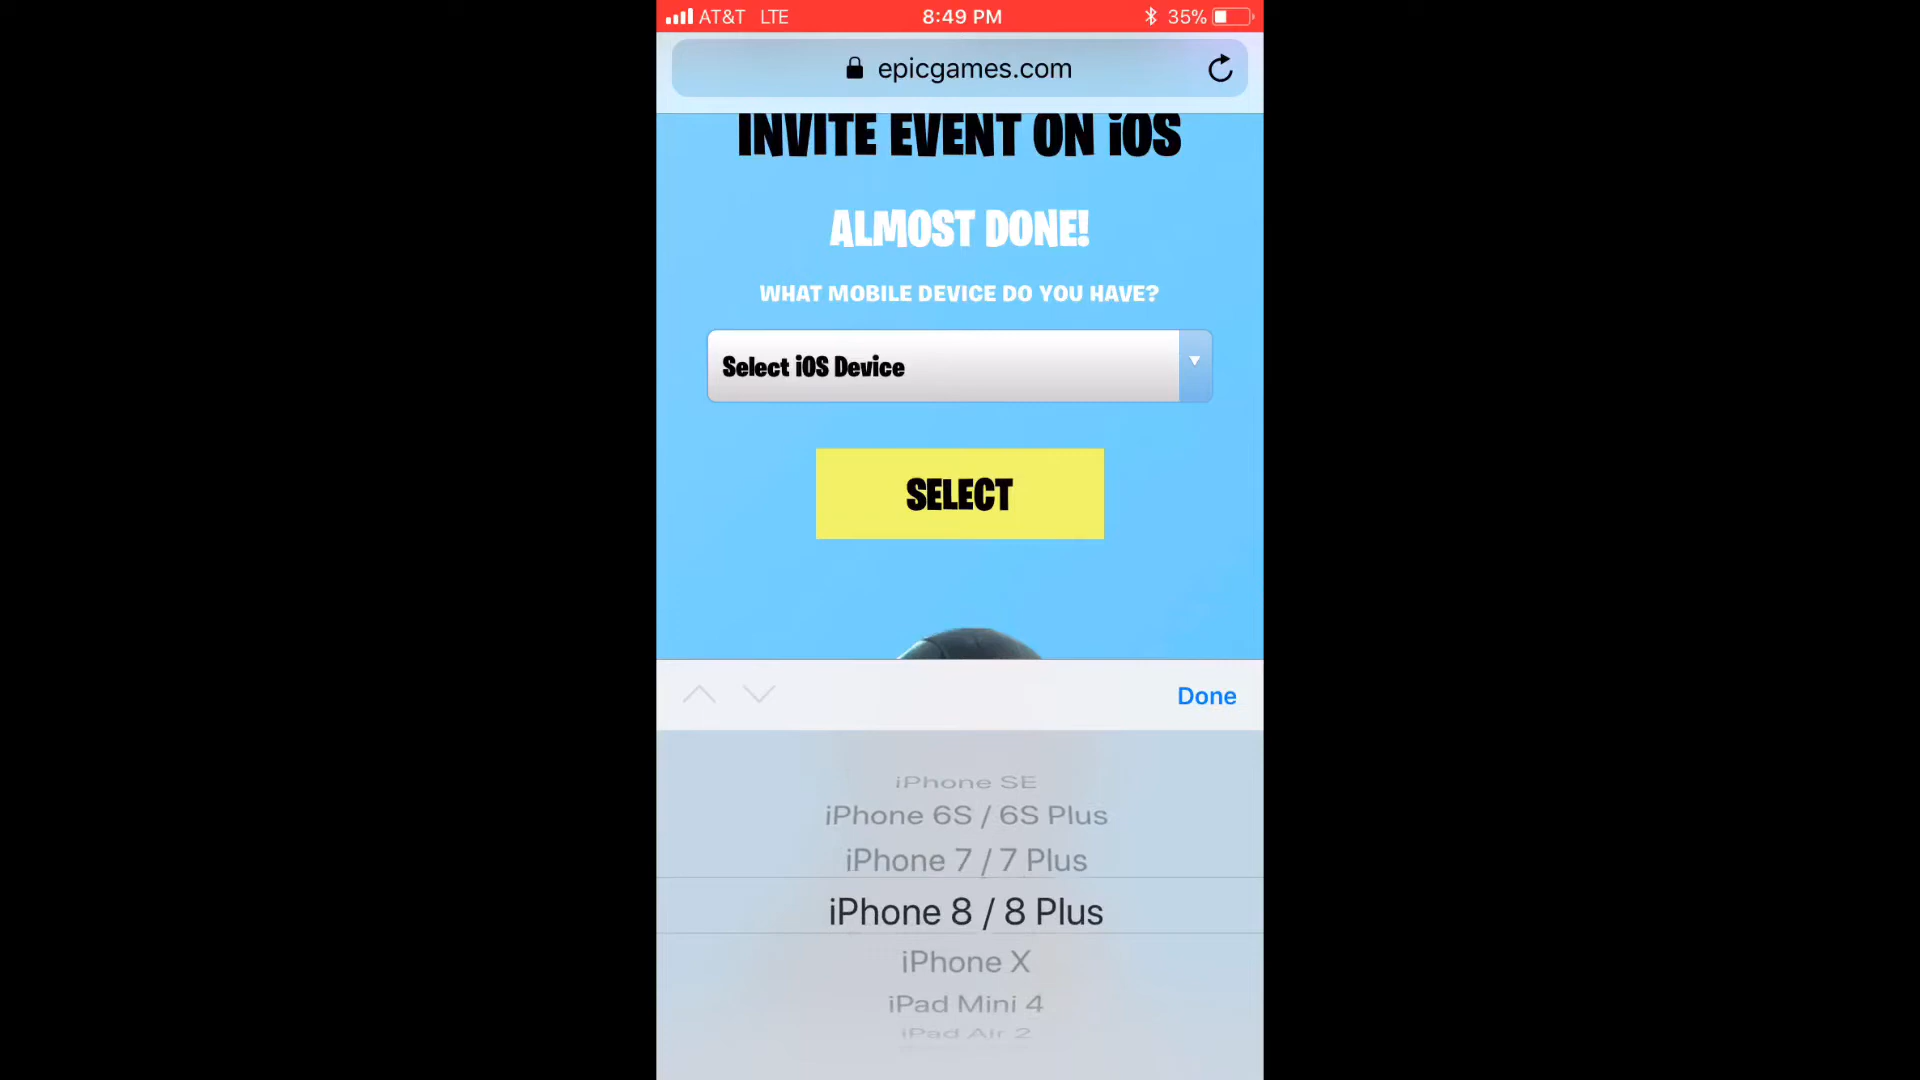 AT&T LTE 8:49 PM 35%
epicgames.com
INVITE EVENT ON iOS
ALMOST DONE!
WHAT MOBILE DEVICE DO YOU HAVE?
Select iOS Device
SELECT
Done
iPhone SE
iPhone 6S / 6S Plus
iPhone 7 / 7 Plus
iPhone 8 / 8 Plus
iPhone X
iPad Mini 4
iPad Air 2